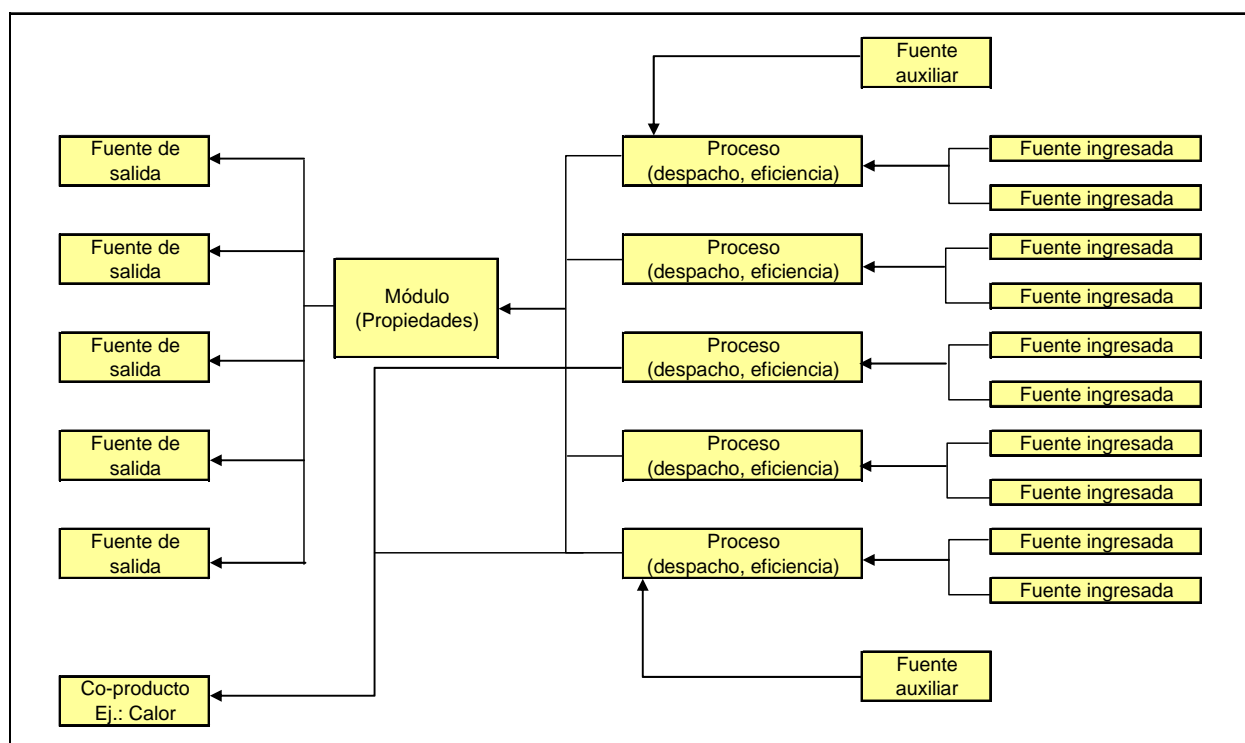 Fuente
auxiliar
Fuente de
salida
Proceso
(despacho, eficiencia)
Fuente ingresada
Fuente ingresada
Fuente de
salida
Proceso
(despacho, eficiencia)
Fuente ingresada
Fuente ingresada
Módulo
(Propiedades)
Fuente de
salida
Proceso
(despacho, eficiencia)
Fuente ingresada
Fuente ingresada
Fuente de
salida
Proceso
(despacho, eficiencia)
Fuente ingresada
Fuente ingresada
Fuente de
salida
Proceso
(despacho, eficiencia)
Fuente ingresada
Fuente ingresada
Fuente
auxiliar
Co-producto
Ej.: Calor